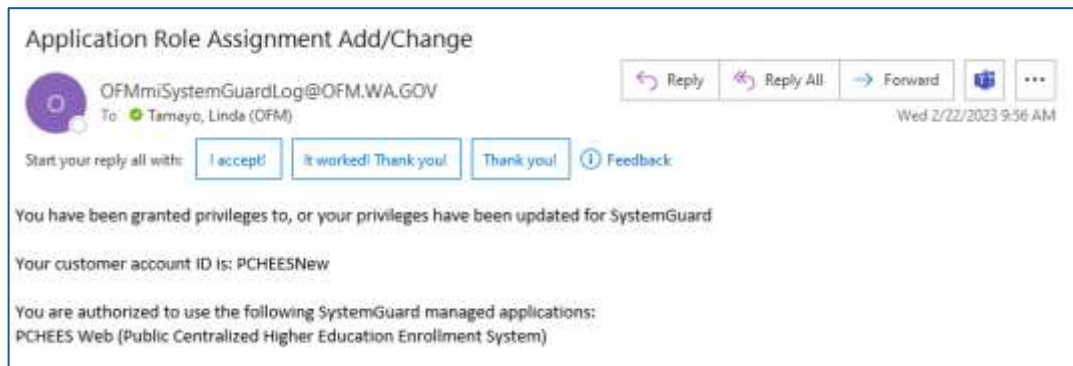 Application Role Assignment Add/Change
O
OFMmiSystemGuardLog@OFM.WA.GOV
To Tamayo, Linda (OFM)
Reply Reply All Forward
Wed 2/22/2023 9:56 AM
Start your reply all with: I accept! It worked! Thank you! Thank you! Feedback
You have been granted privileges to, or your privileges have been updated for SystemGuard
Your customer account ID is: PCHEESNew
You are authorized to use the following SystemGuard managed applications:
PCHEES Web (Public Centralized Higher Education Enrollment System)